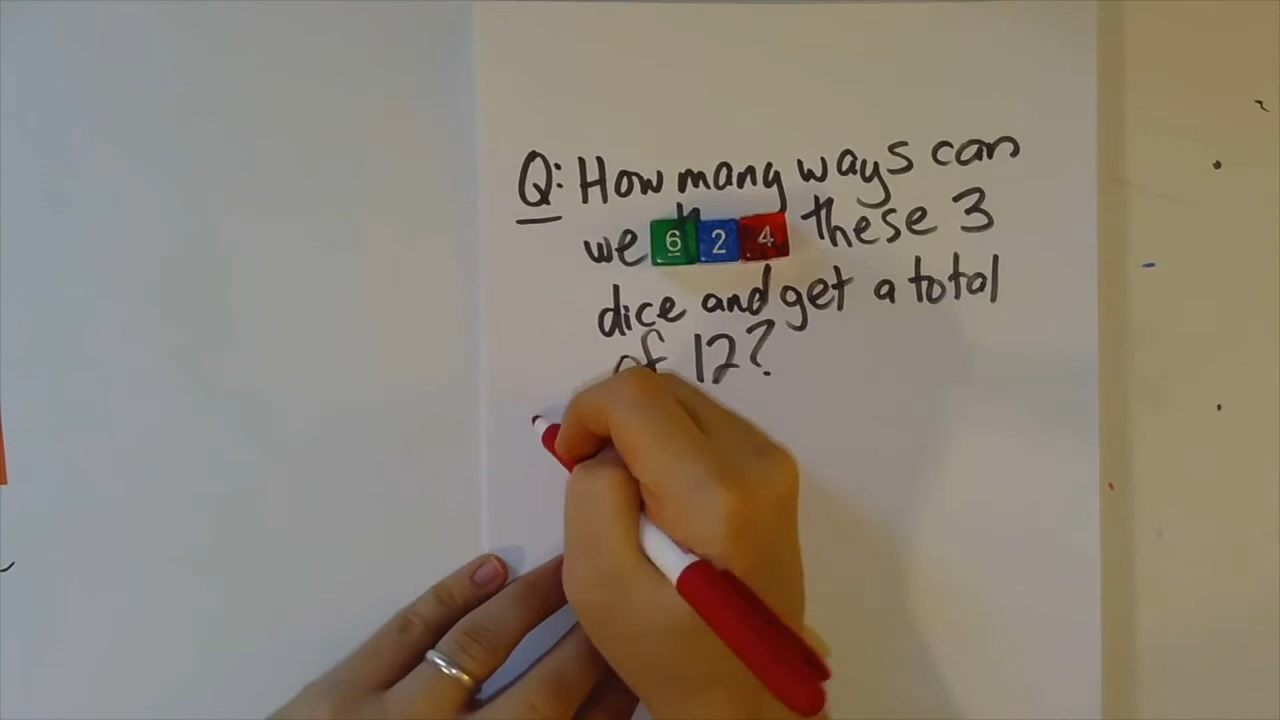 Q: How many ways can
we 6 2 4 these 3
dice and get a total
of 12?